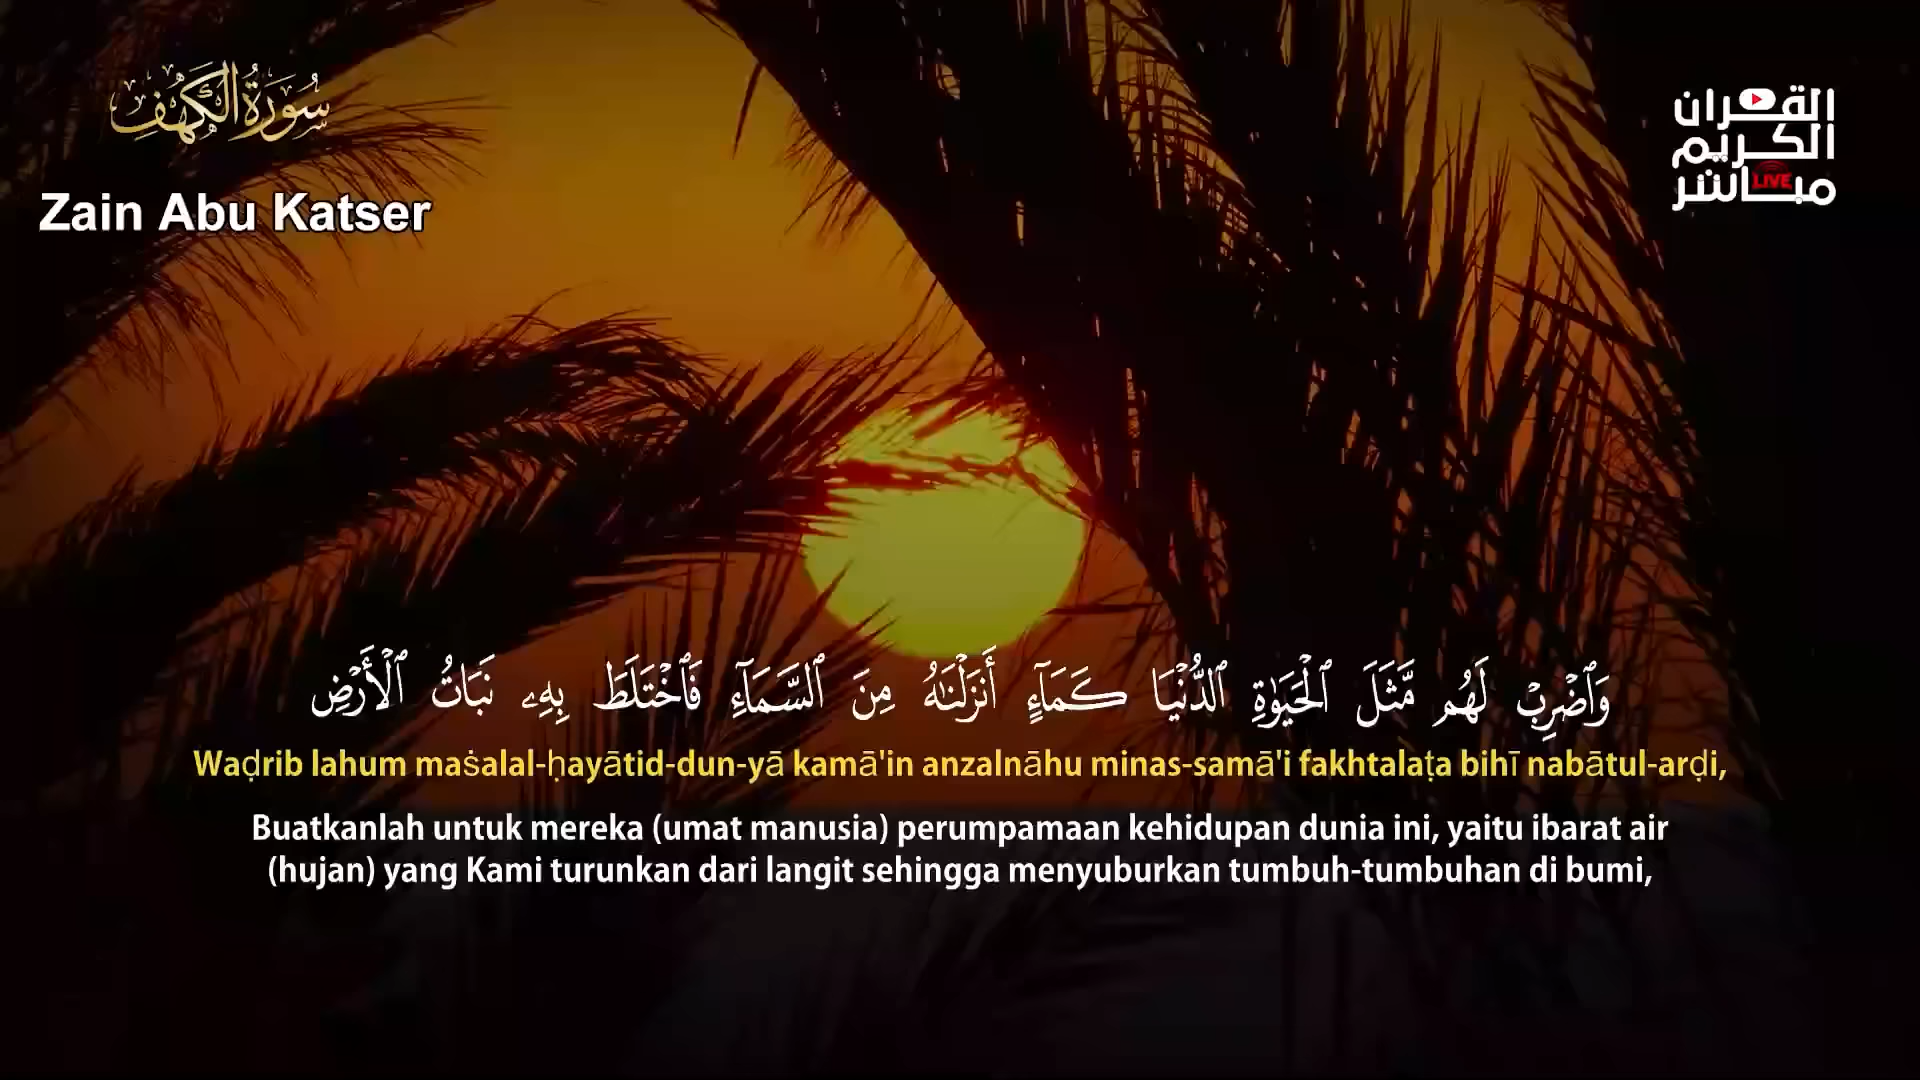 سُورَةُ الكَهْفِ
Zain Abu Katser
القران
الكريم
مباشر
LIVE
وَٱضْرِبْ لَهُم مَّثَلَ ٱلْحَيَوٰةِ ٱلدُّنْيَا كَمَآءٍ أَنزَلْنَٰهُ مِنَ ٱلسَّمَآءِ فَٱخْتَلَطَ بِهِۦ نَبَاتُ ٱلْأَرْضِ
Waḍrib lahum maṡalal-ḥayātid-dun-yā kamā'in anzalnāhu minas-samā'i fakhtalaṭa bihī nabātul-arḍi,
Buatkanlah untuk mereka (umat manusia) perumpamaan kehidupan dunia ini, yaitu ibarat air
(hujan) yang Kami turunkan dari langit sehingga menyuburkan tumbuh-tumbuhan di bumi,